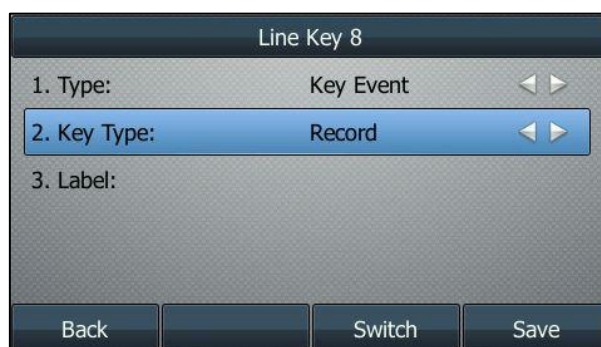 Line Key 8
1. Type: Key Event
2. Key Type: Record
3. Label:
Back Switch Save